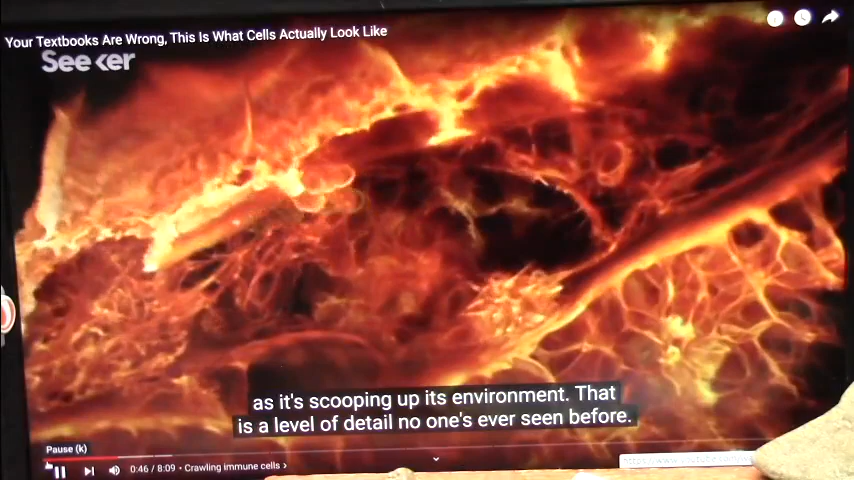 Your Textbooks Are Wrong, This Is What Cells Actually Look Like
Seeker
as it's scooping up its environment. That
is a level of detail no one's ever seen before.
Pause (k)
0:46 / 8:09 • Crawling immune cells ›